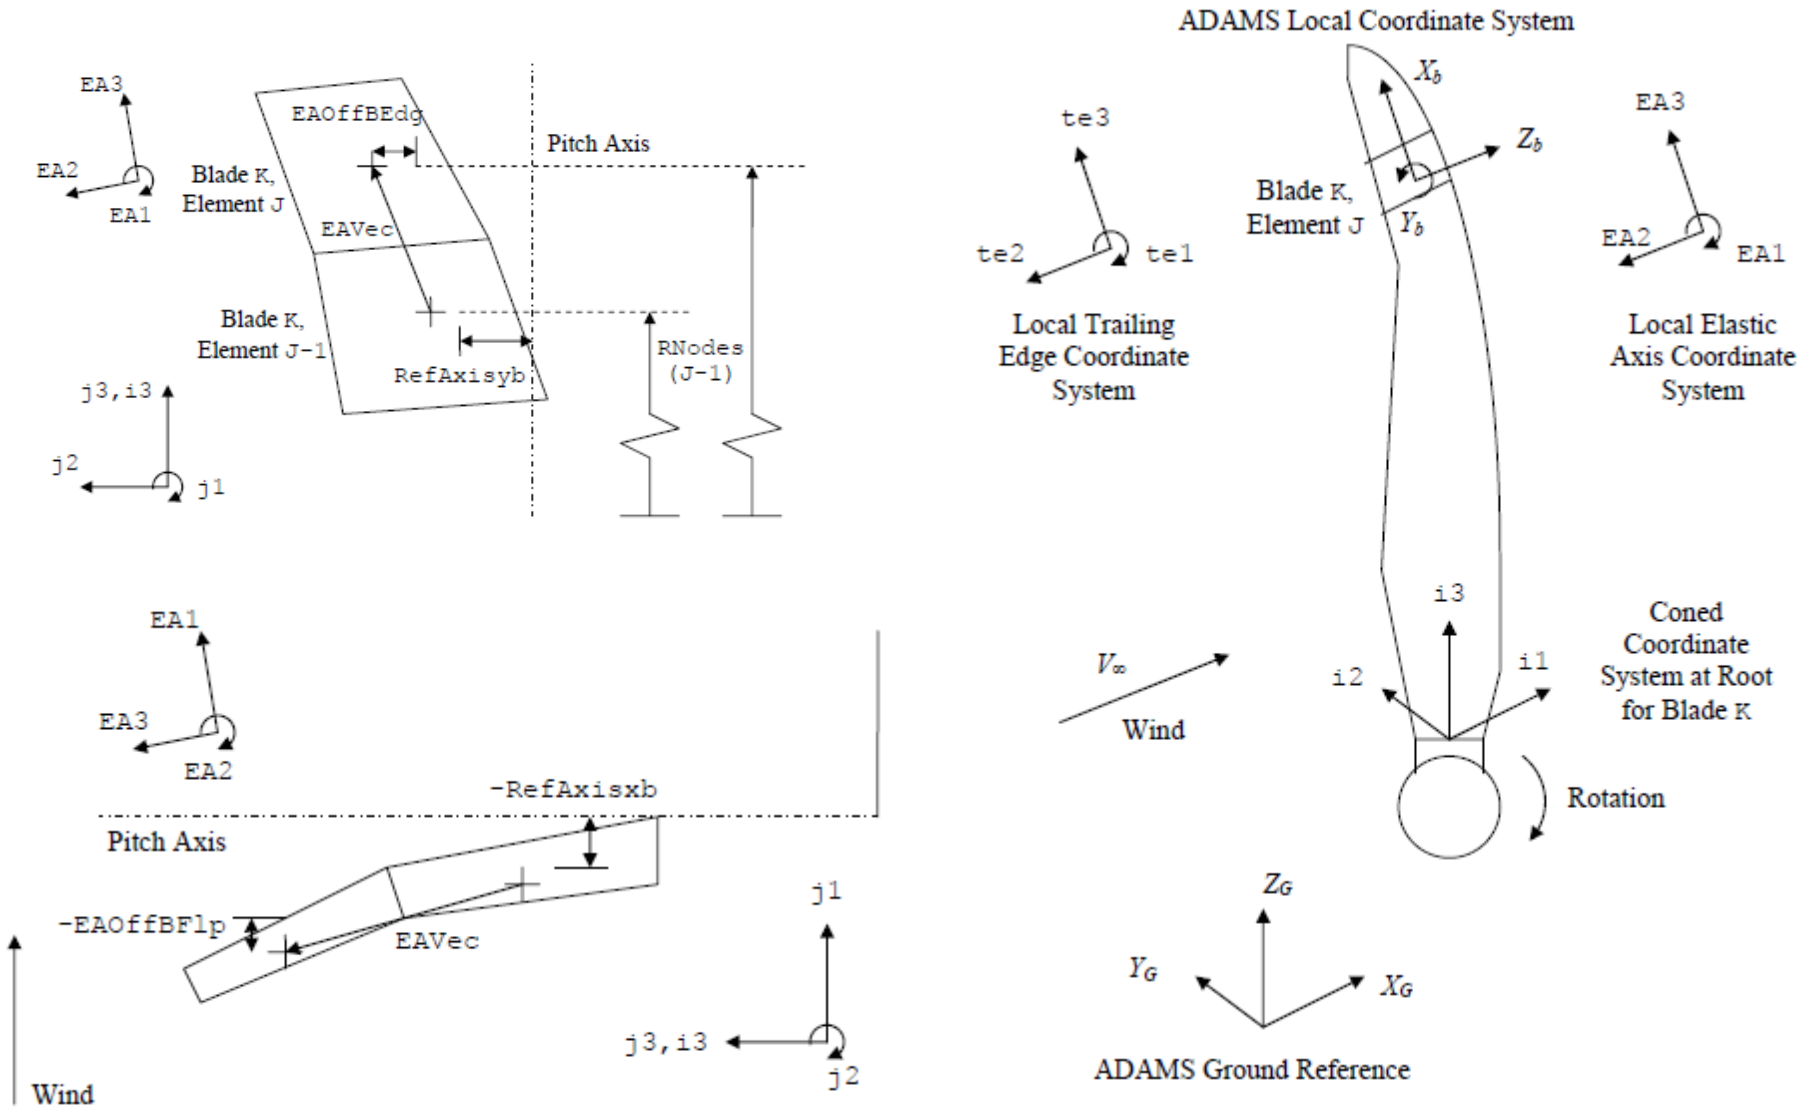 EA3
EAOffBEdg
Pitch Axis
EA2
EA1
Blade K,
Element J
EAVec
Blade K,
Element J-1
RefAxisyb
RNodes
(J-1)
j3,i3
j2
j1
EA1
EA3
EA2
-RefAxisxb
Pitch Axis
-EAOffBFlp
EAVec
j1
j3,i3
j2
Wind
ADAMS Local Coordinate System
Xb
Zb
Yb
Blade K,
Element J
te3
te2
te1
Local Trailing
Edge Coordinate
System
EA3
EA2
EA1
Local Elastic
Axis Coordinate
System
i3
i2
i1
V∞
Wind
Coned
Coordinate
System at Root
for Blade K
Rotation
ZG
YG
XG
ADAMS Ground Reference